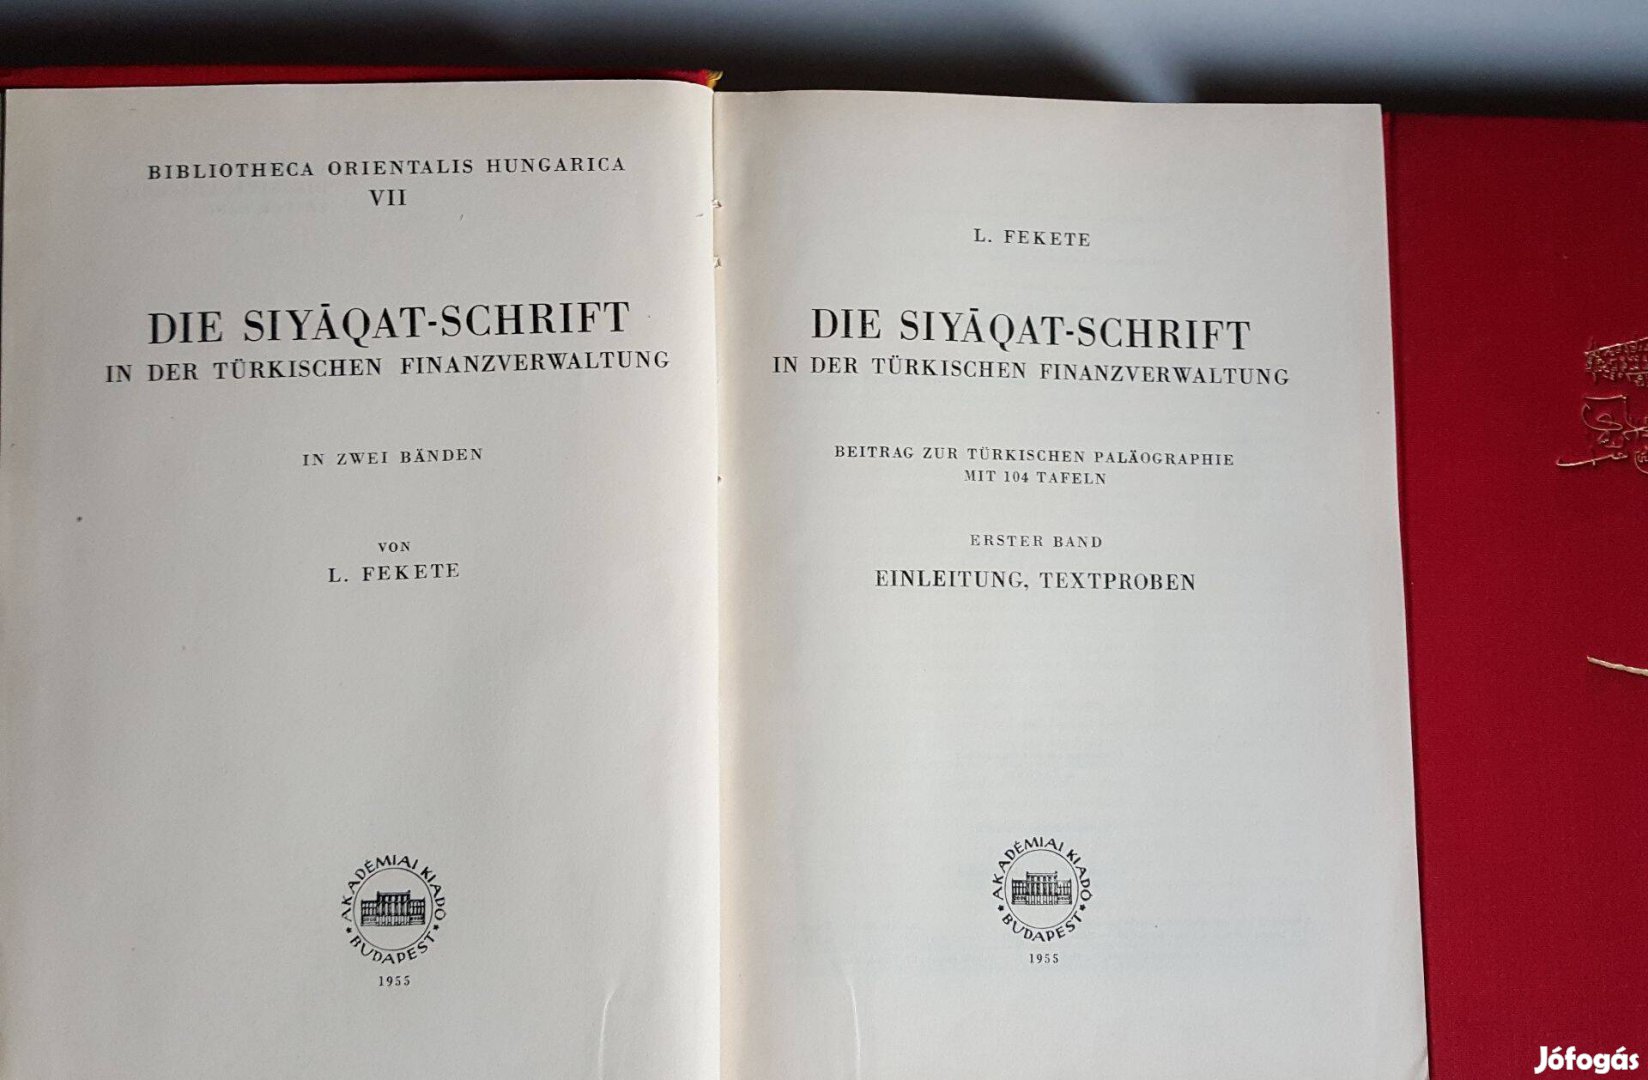 BIBLIOTHECA ORIENTALIS HUNGARICA
VII
DIE SIYĀQAT-SCHRIFT
IN DER TÜRKISCHEN FINANZVERWALTUNG
IN ZWEI BÄNDEN
VON
L. FEKETE
AKADÉMIAI KIADÓ
* BUDAPEST *
1955
L. FEKETE
DIE SIYĀQAT-SCHRIFT
IN DER TÜRKISCHEN FINANZVERWALTUNG
BEITRAG ZUR TÜRKISCHEN PALÄOGRAPHIE
MIT 104 TAFELN
ERSTER BAND
EINLEITUNG, TEXTPROBEN
AKADÉMIAI KIADÓ
* BUDAPEST *
1955
Jófogás